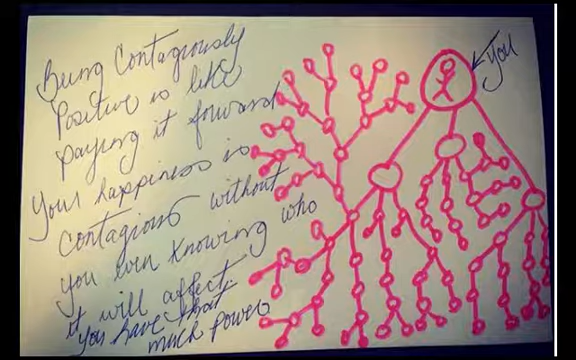 Being Contagiously
Positive is like
paying it forward
Your happiness is
contagious without
you even knowing who
it will affect.
You have that
much power
You